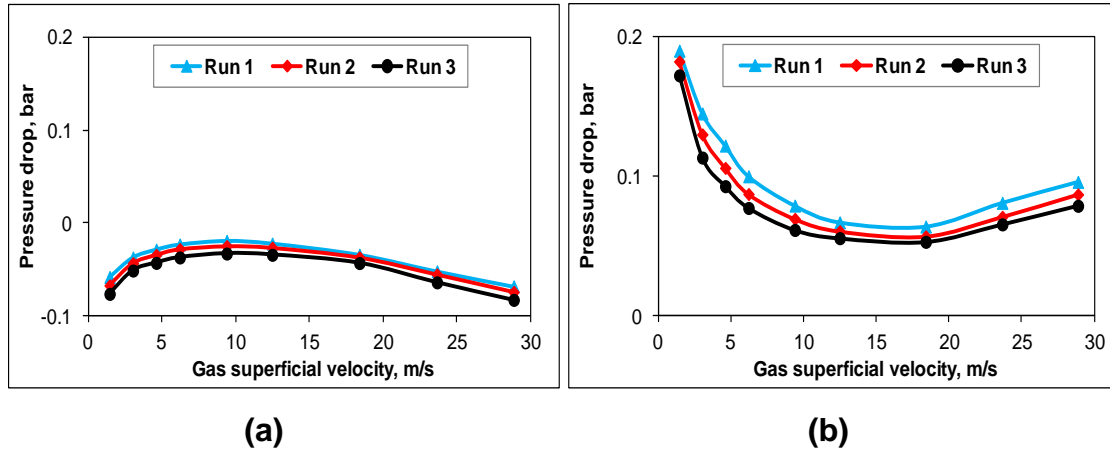 0.2
Run 1 Run 2 Run 3
0.1
0
-0.1
Pressure drop, bar
0 5 10 15 20 25 30
Gas superficial velocity, m/s
(a)
0.2
Run 1 Run 2 Run 3
0.1
0
Pressure drop, bar
0 5 10 15 20 25 30
Gas superficial velocity, m/s
(b)